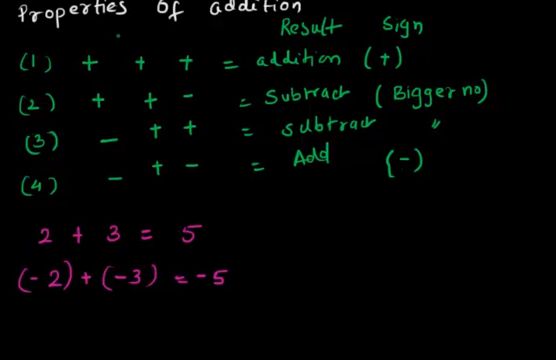 Properties of addition
Result Sign
(1) + + + = addition (+)
(2) + + - = Subtract (Bigger no)
(3) - + + = subtract "
(4) - + - = Add (-)
2 + 3 = 5
(-2) + (-3) = -5